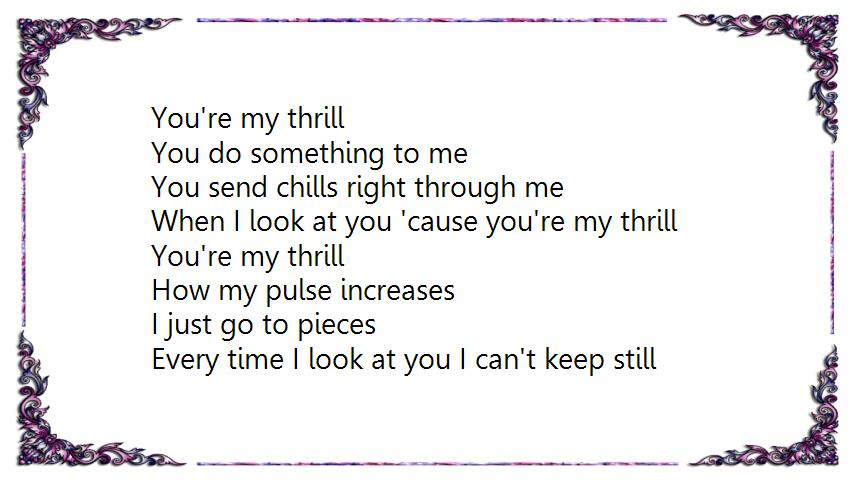 You're my thrill
You do something to me
You send chills right through me
When I look at you 'cause you're my thrill
You're my thrill
How my pulse increases
I just go to pieces
Every time I look at you I can't keep still